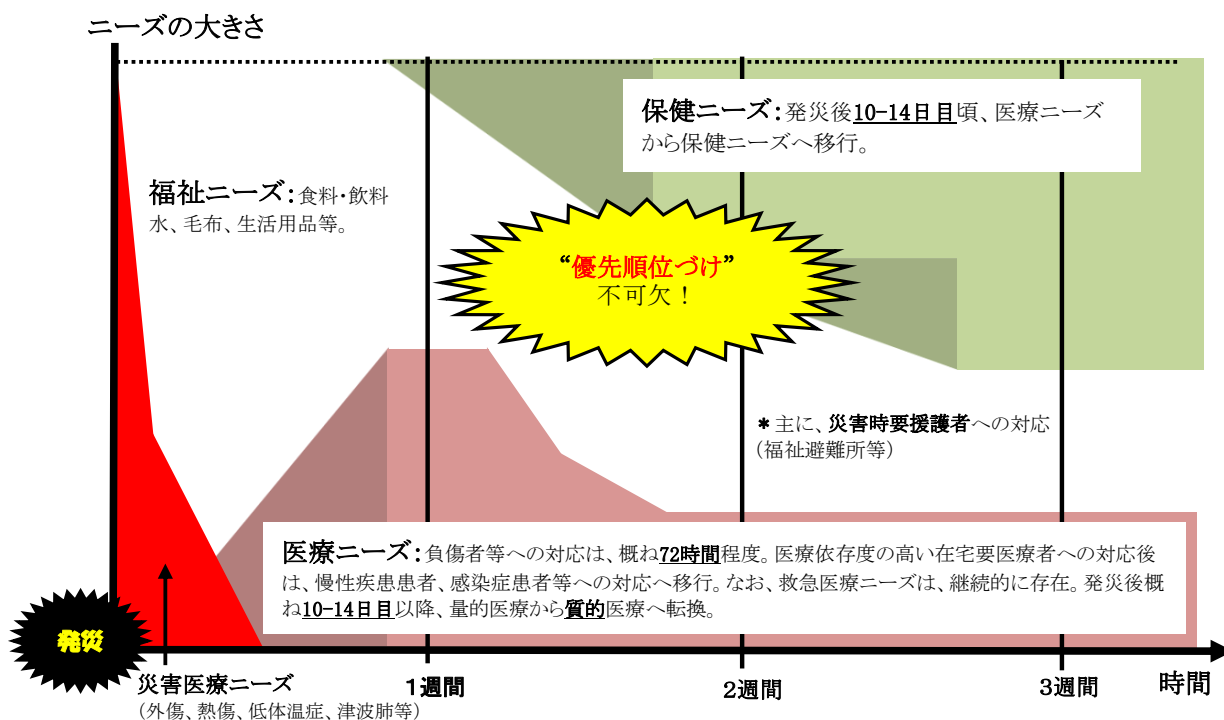 ニーズの大きさ
保健ニーズ：発災後10-14日目頃、医療ニーズ
から保健ニーズへ移行。
福祉ニーズ：食料・飲料
水、毛布、生活用品等。
“優先順位づけ”
不可欠！
＊主に、災害時要援護者への対応
（福祉避難所等）
医療ニーズ：負傷者等への対応は、概ね72時間程度。医療依存度の高い在宅要医療者への対応後
は、慢性疾患患者、感染症患者等への対応へ移行。なお、救急医療ニーズは、継続的に存在。発災後概
ね10-14日目以降、量的医療から質的医療へ転換。
発災
災害医療ニーズ
（外傷、熱傷、低体温症、津波肺等）
1週間
2週間
3週間
時間